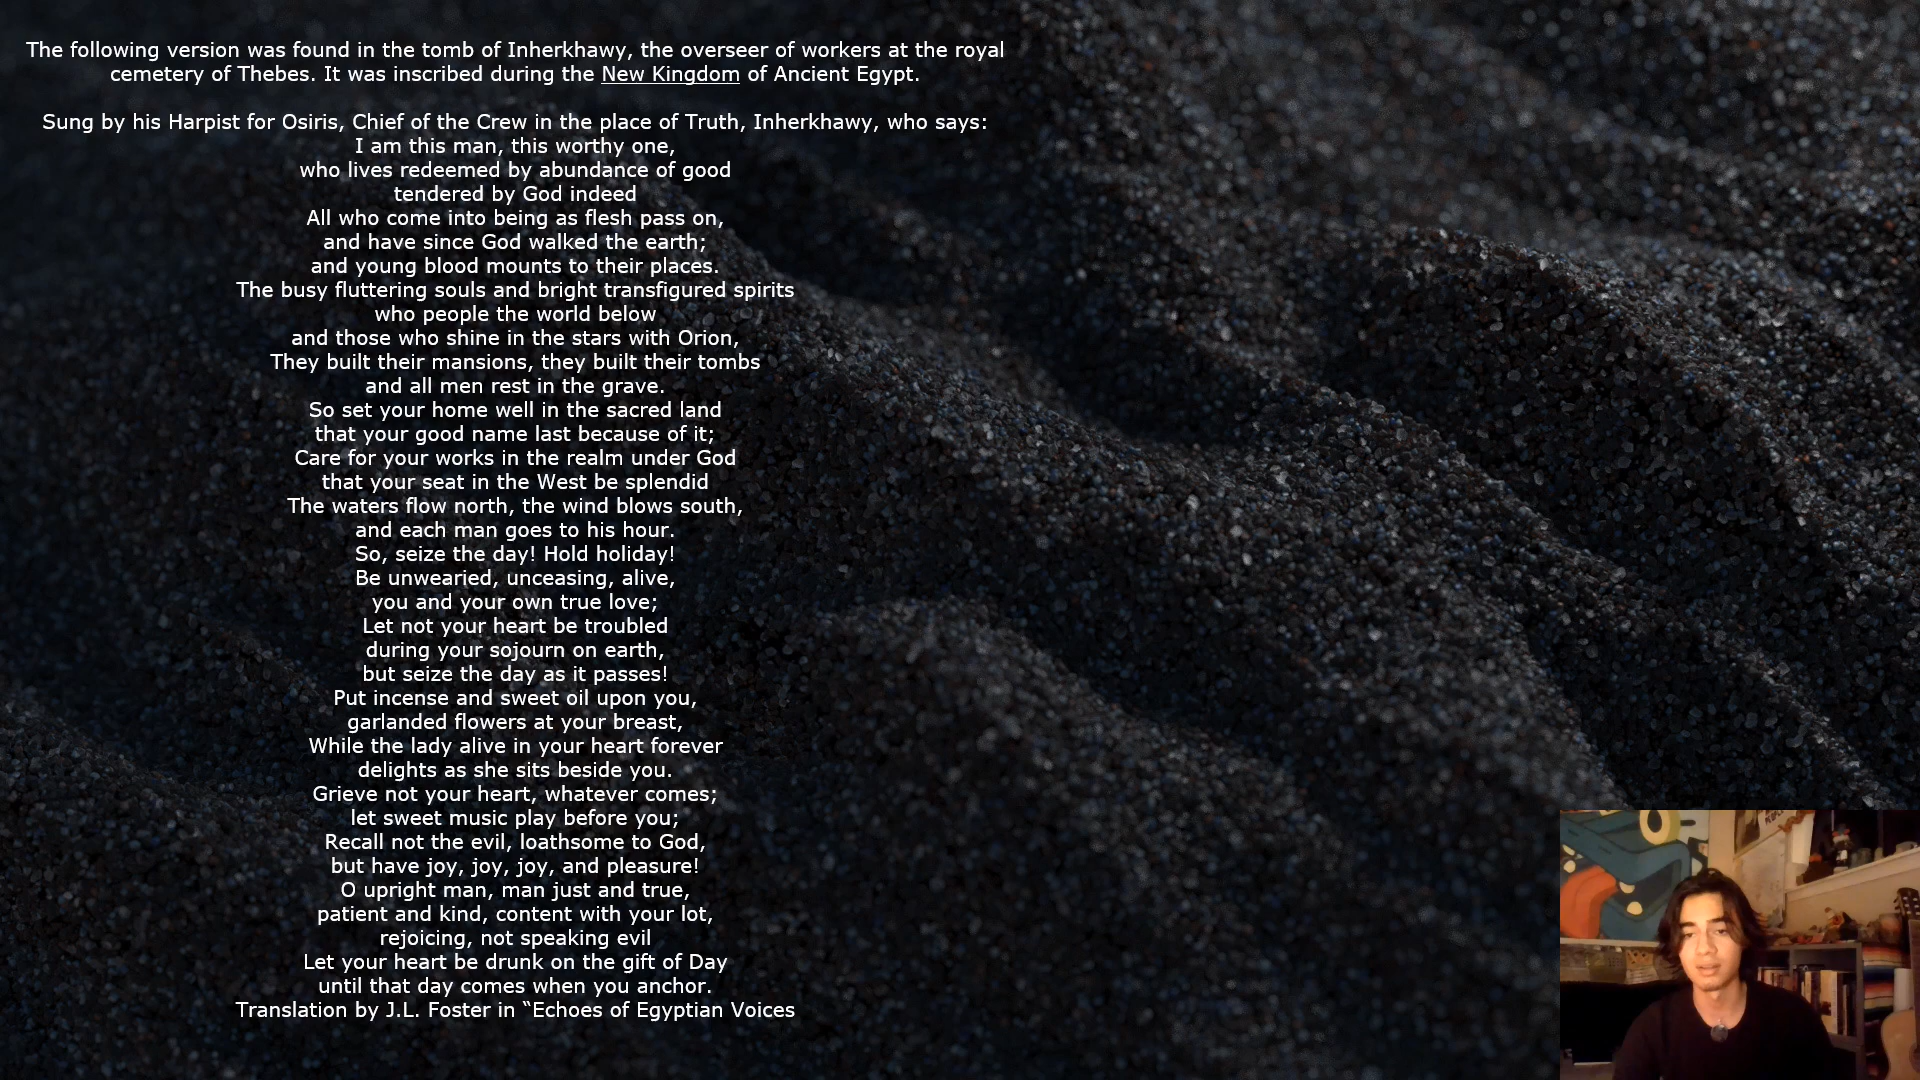 The following version was found in the tomb of Inherkhawy, the overseer of workers at the royal
cemetery of Thebes. It was inscribed during the New Kingdom of Ancient Egypt.
Sung by his Harpist for Osiris, Chief of the Crew in the place of Truth, Inherkhawy, who says:
I am this man, this worthy one,
who lives redeemed by abundance of good
tendered by God indeed
All who come into being as flesh pass on,
and have since God walked the earth;
and young blood mounts to their places.
The busy fluttering souls and bright transfigured spirits
who people the world below
and those who shine in the stars with Orion,
They built their mansions, they built their tombs
and all men rest in the grave.
So set your home well in the sacred land
that your good name last because of it;
Care for your works in the realm under God
that your seat in the West be splendid
The waters flow north, the wind blows south,
and each man goes to his hour.
So, seize the day! Hold holiday!
Be unwearied, unceasing, alive,
you and your own true love;
Let not your heart be troubled
during your sojourn on earth,
but seize the day as it passes!
Put incense and sweet oil upon you,
garlanded flowers at your breast,
While the lady alive in your heart forever
delights as she sits beside you.
Grieve not your heart, whatever comes;
let sweet music play before you;
Recall not the evil, loathsome to God,
but have joy, joy, joy, and pleasure!
O upright man, man just and true,
patient and kind, content with your lot,
rejoicing, not speaking evil
Let your heart be drunk on the gift of Day
until that day comes when you anchor.
Translation by J.L. Foster in “Echoes of Egyptian Voices